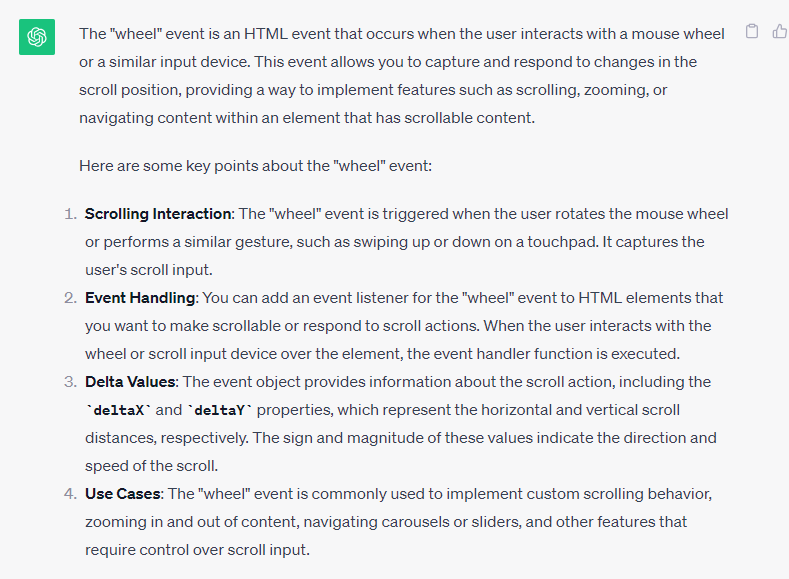 The "wheel" event is an HTML event that occurs when the user interacts with a mouse wheel
or a similar input device. This event allows you to capture and respond to changes in the
scroll position, providing a way to implement features such as scrolling, zooming, or
navigating content within an element that has scrollable content.
Here are some key points about the "wheel" event:
1. Scrolling Interaction: The "wheel" event is triggered when the user rotates the mouse wheel
or performs a similar gesture, such as swiping up or down on a touchpad. It captures the
user's scroll input.
2. Event Handling: You can add an event listener for the "wheel" event to HTML elements that
you want to make scrollable or respond to scroll actions. When the user interacts with the
wheel or scroll input device over the element, the event handler function is executed.
3. Delta Values: The event object provides information about the scroll action, including the
`deltaX` and `deltaY` properties, which represent the horizontal and vertical scroll
distances, respectively. The sign and magnitude of these values indicate the direction and
speed of the scroll.
4. Use Cases: The "wheel" event is commonly used to implement custom scrolling behavior,
zooming in and out of content, navigating carousels or sliders, and other features that
require control over scroll input.